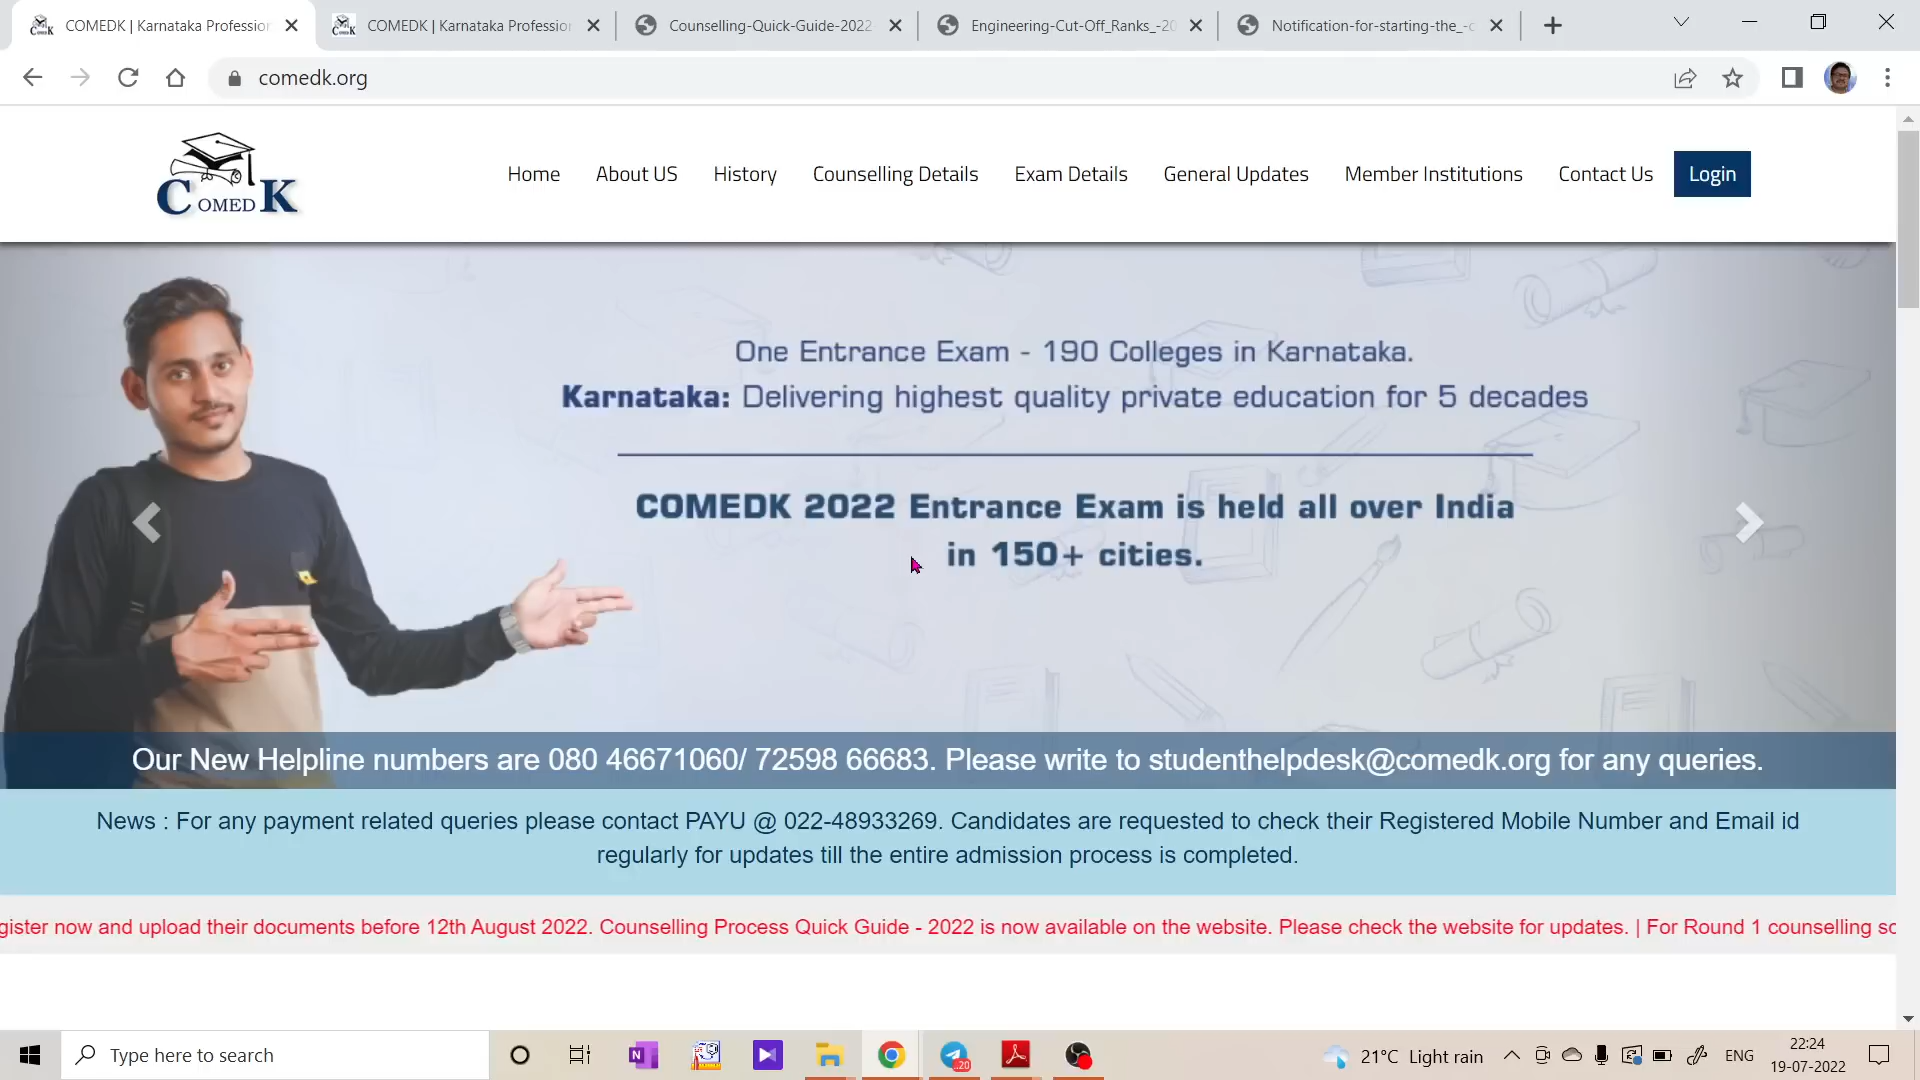 COMEDK | Karnataka Profession
COMEDK | Karnataka Profession
Counselling-Quick-Guide-2022
Engineering-Cut-Off_Ranks_-20
Notification-for-starting-the_-c
comedk.org
COMEDK
Home
About US
History
Counselling Details
Exam Details
General Updates
Member Institutions
Contact Us
Login
One Entrance Exam - 190 Colleges in Karnataka.
Karnataka: Delivering highest quality private education for 5 decades
COMEDK 2022 Entrance Exam is held all over India
in 150+ cities.
Our New Helpline numbers are 080 46671060/ 72598 66683. Please write to studenthelpdesk@comedk.org for any queries.
News : For any payment related queries please contact PAYU @ 022-48933269. Candidates are requested to check their Registered Mobile Number and Email id
regularly for updates till the entire admission process is completed.
gister now and upload their documents before 12th August 2022. Counselling Process Quick Guide - 2022 is now available on the website. Please check the website for updates. | For Round 1 counselling sc
Type here to search
N
..20
21°C Light rain
ENG
22:24
19-07-2022